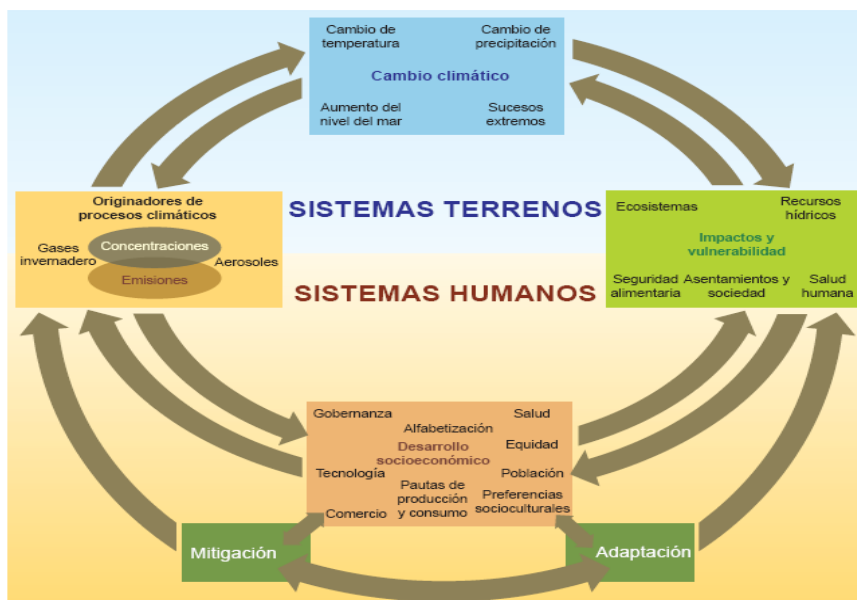 Cambio de
temperatura
Cambio de
precipitación
Cambio climático
Aumento del
nivel del mar
Sucesos
extremos
Originadores de
procesos climáticos
Gases
invernadero
Concentraciones
Emisiones
Aerosoles
SISTEMAS TERRENOS
SISTEMAS HUMANOS
Ecosistemas
Recursos
hídricos
Impactos y
vulnerabilidad
Seguridad
alimentaria
Asentamientos y
sociedad
Salud
humana
Gobernanza
Salud
Alfabetización
Desarrollo
socioeconómico
Equidad
Tecnología
Población
Pautas de
producción
y consumo
Preferencias
socioculturales
Comercio
Mitigación
Adaptación